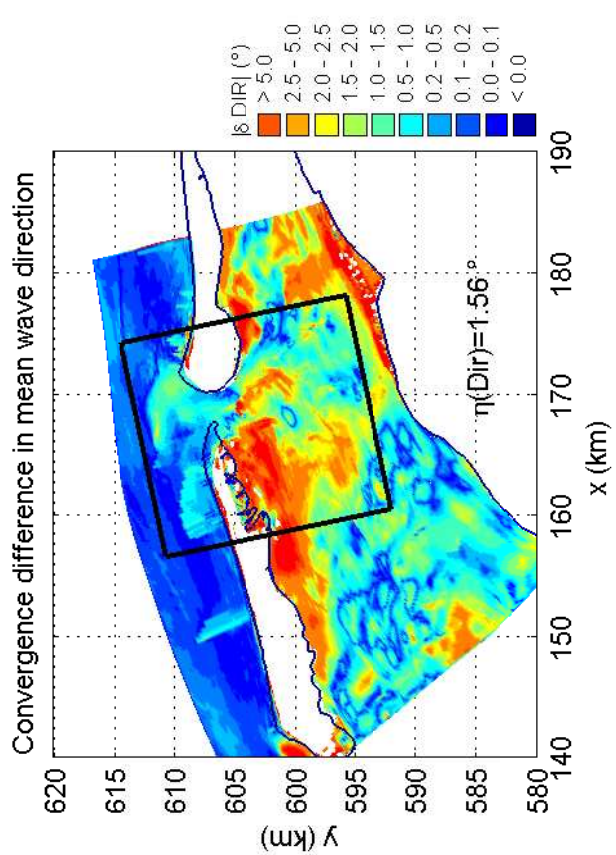 Convergence difference in mean wave direction
|δ DIR| (°)
> 5.0
2.5 - 5.0
2.0 - 2.5
1.5 - 2.0
1.0 - 1.5
0.5 - 1.0
0.2 - 0.5
0.1 - 0.2
0.0 - 0.1
< 0.0
y (km)
620
615
610
605
600
595
590
585
580
η(Dir)=1.56 °
140
150
160
170
180
190
x (km)